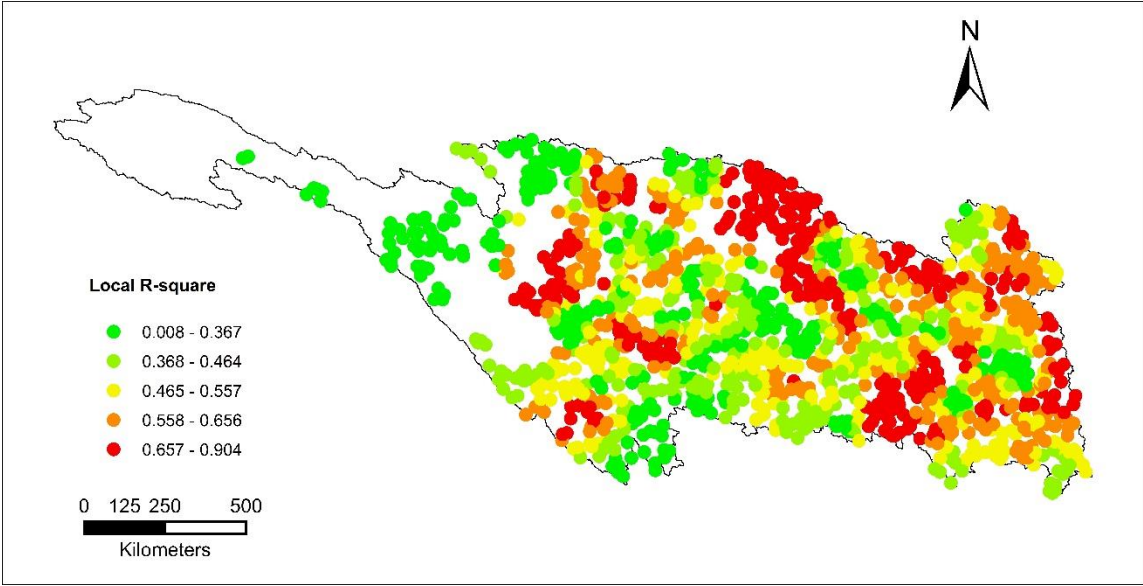 N
Local R-square
0.008 - 0.367
0.368 - 0.464
0.465 - 0.557
0.558 - 0.656
0.657 - 0.904
0 125 250 500
Kilometers